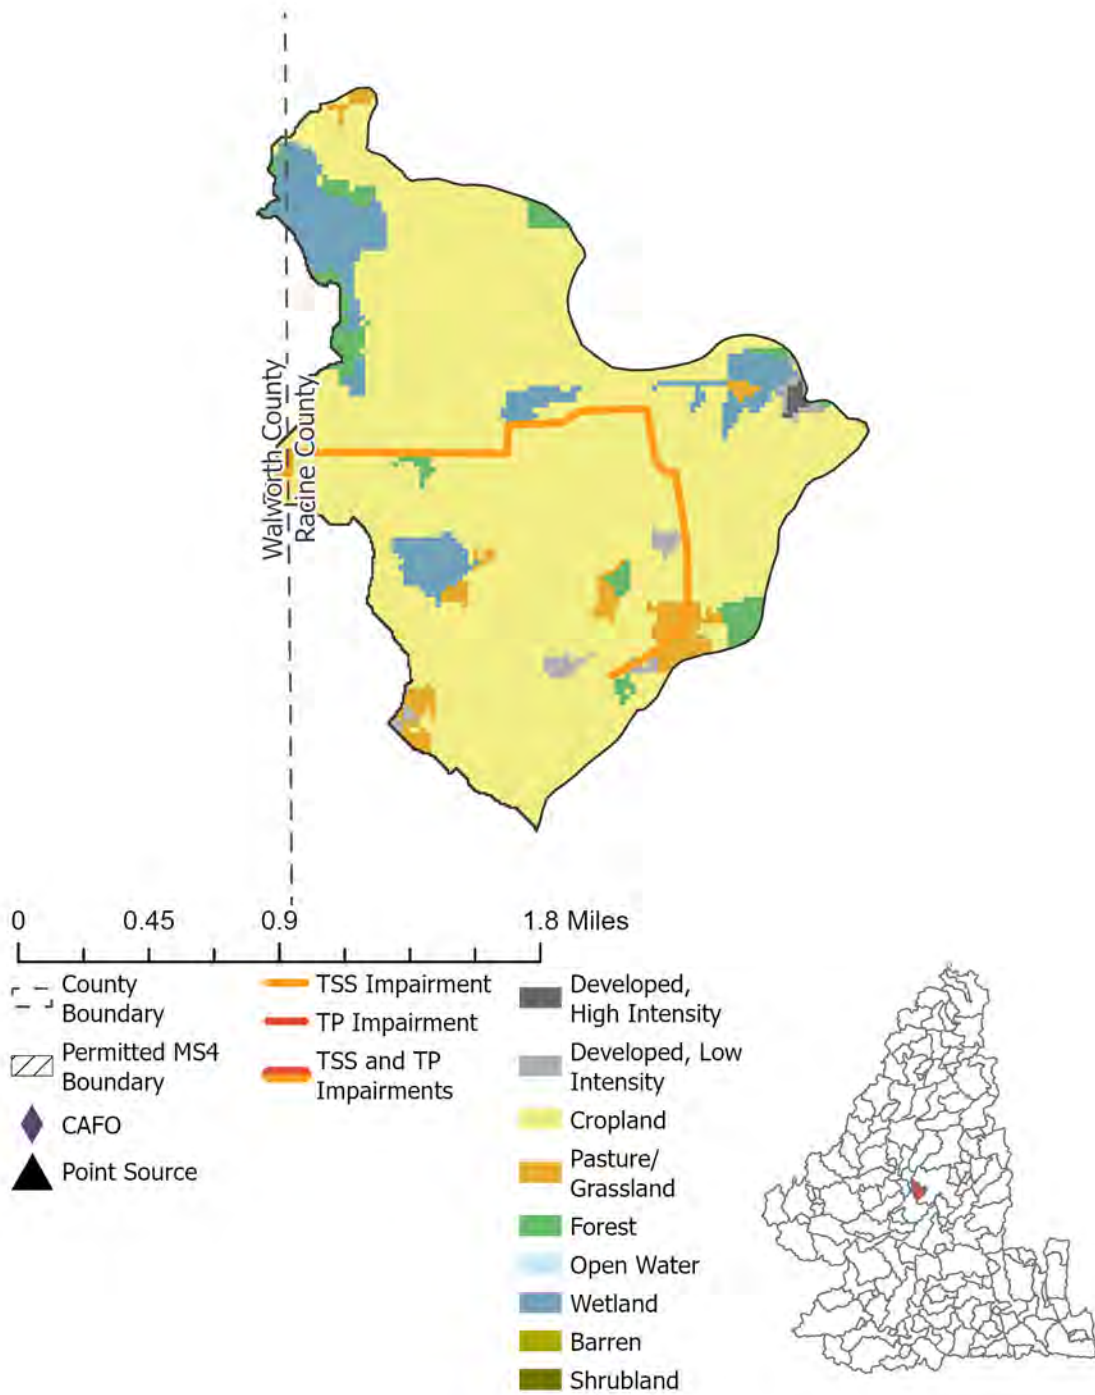 Walworth County
Racine County
0 0.45 0.9 1.8 Miles
County
Boundary
Permitted MS4
Boundary
CAFO
Point Source
TSS Impairment
TP Impairment
TSS and TP
Impairments
Developed,
High Intensity
Developed, Low
Intensity
Cropland
Pasture/
Grassland
Forest
Open Water
Wetland
Barren
Shrubland